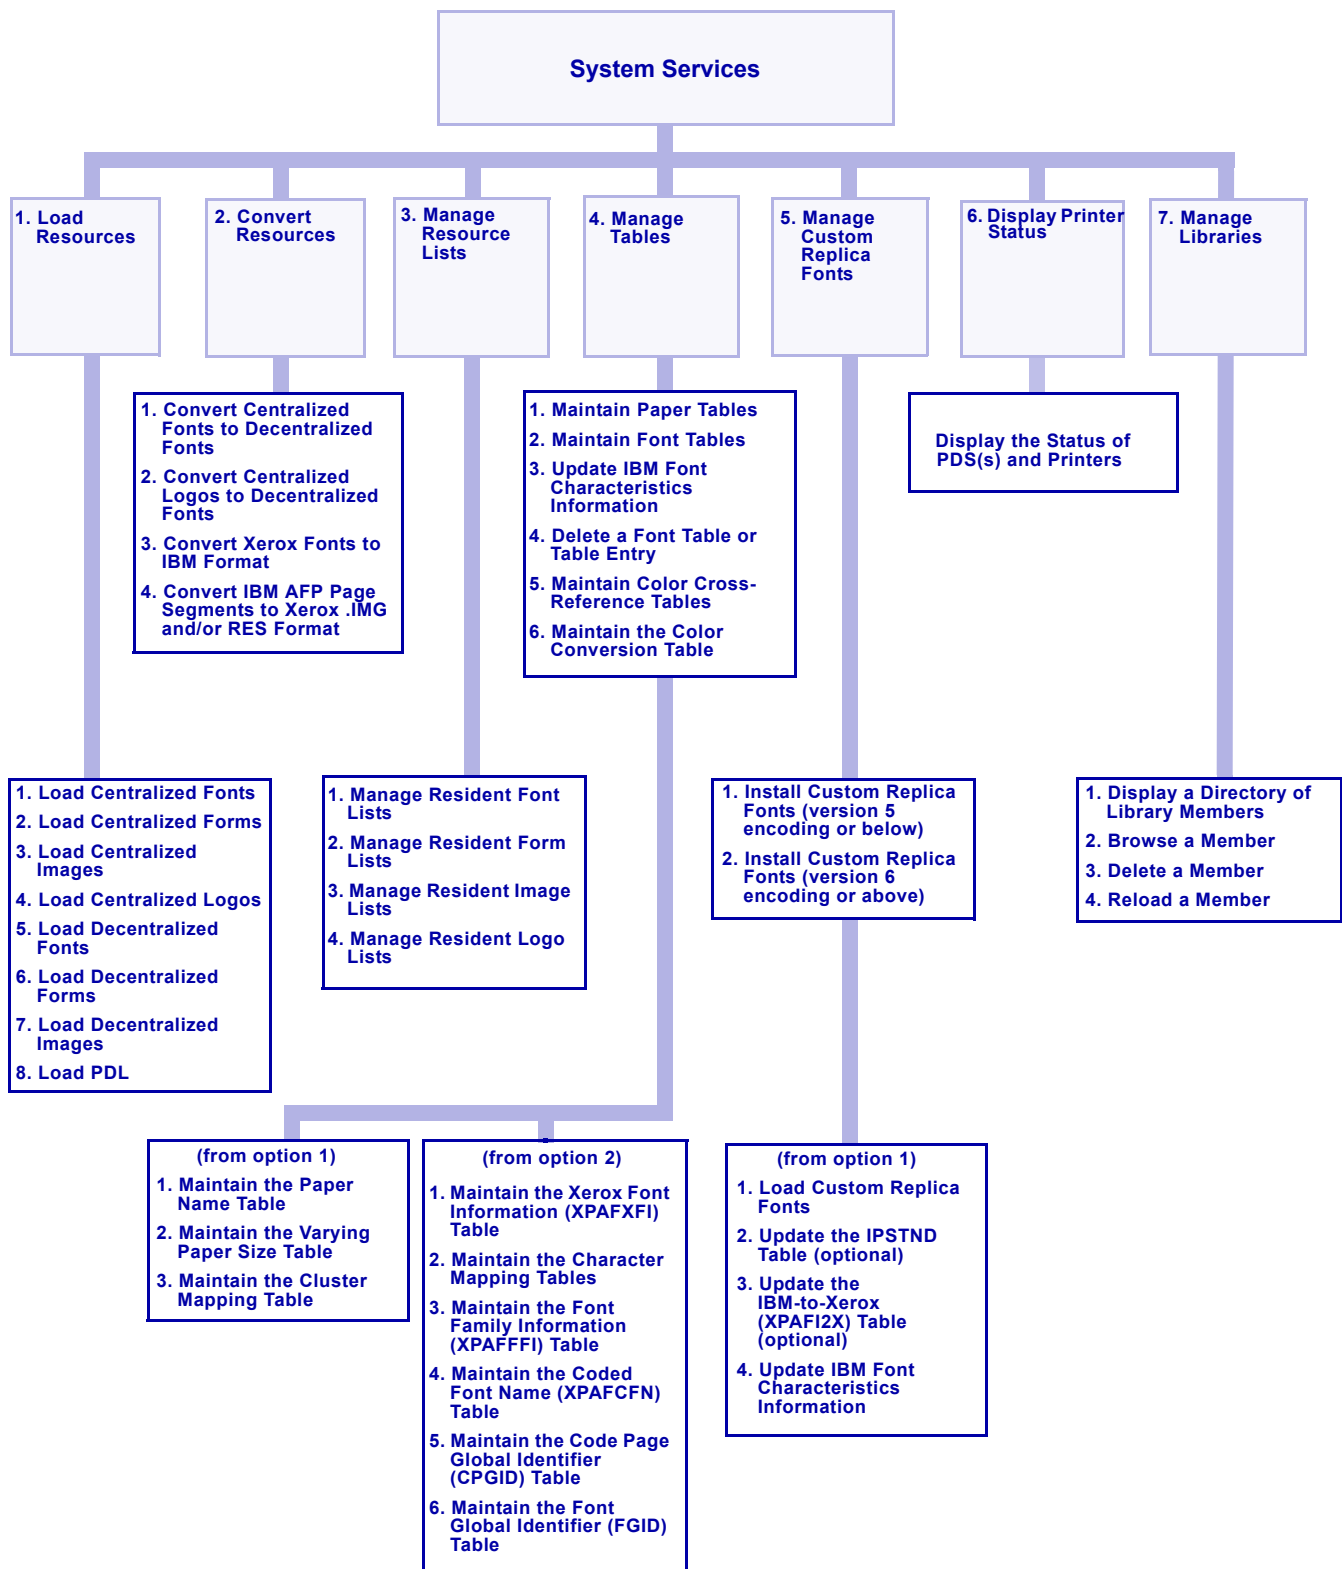 System Services
1. Load
Resources
2. Convert
Resources
3. Manage
Resource
Lists
4. Manage
Tables
5. Manage
Custom
Replica
Fonts
6. Display Printer
Status
7. Manage
Libraries
1. Convert Centralized
Fonts to Decentralized
Fonts
2. Convert Centralized
Logos to Decentralized
Fonts
3. Convert Xerox Fonts to
IBM Format
4. Convert IBM AFP Page
Segments to Xerox .IMG
and/or RES Format
1. Maintain Paper Tables
2. Maintain Font Tables
3. Update IBM Font
Characteristics
Information
4. Delete a Font Table or
Table Entry
5. Maintain Color Cross-
Reference Tables
6. Maintain the Color
Conversion Table
Display the Status of
PDS(s) and Printers
1. Load Centralized Fonts
2. Load Centralized Forms
3. Load Centralized
Images
4. Load Centralized Logos
5. Load Decentralized
Fonts
6. Load Decentralized
Forms
7. Load Decentralized
Images
8. Load PDL
1. Manage Resident Font
Lists
2. Manage Resident Form
Lists
3. Manage Resident Image
Lists
4. Manage Resident Logo
Lists
1. Install Custom Replica
Fonts (version 5
encoding or below)
2. Install Custom Replica
Fonts (version 6
encoding or above)
1. Display a Directory of
Library Members
2. Browse a Member
3. Delete a Member
4. Reload a Member
(from option 1)
1. Maintain the Paper
Name Table
2. Maintain the Varying
Paper Size Table
3. Maintain the Cluster
Mapping Table
(from option 2)
1. Maintain the Xerox Font
Information (XPAFXFI)
Table
2. Maintain the Character
Mapping Tables
3. Maintain the Font
Family Information
(XPAFFFI) Table
4. Maintain the Coded
Font Name (XPAFCFN)
Table
5. Maintain the Code Page
Global Identifier
(CPGID) Table
6. Maintain the Font
Global Identifier (FGID)
Table
(from option 1)
1. Load Custom Replica
Fonts
2. Update the IPSTND
Table (optional)
3. Update the
IBM-to-Xerox
(XPAFI2X) Table
(optional)
4. Update IBM Font
Characteristics
Information